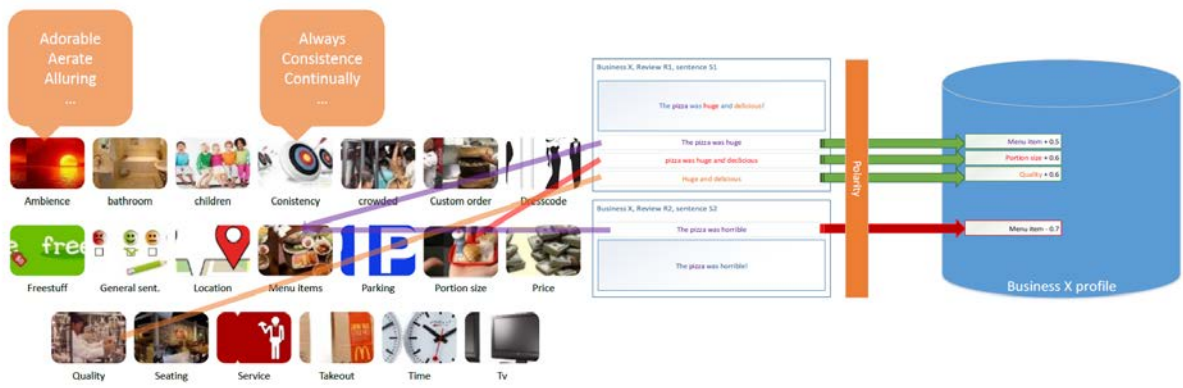 Adorable
Aerate
Alluring
...
Always
Consistence
Continually
...
Ambience
bathroom
children
Conistency
crowded
Custom order
Dresscode
free
Freestuff
General sent.
Location
Menu items
P
Parking
Portion size
Price
Quality
Seating
Service
Takeout
Time
Tv
Business X, Review R1, sentence S1
The pizza was huge and delicious!
The pizza was huge
pizza was huge and declicious
Huge and delicious
Business X, Review R2, sentence S2
The pizza was horrible
The pizza was horrible!
Polarity
Menu item + 0.5
Portion size + 0.6
Quality + 0.6
Menu item - 0.7
Business X profile